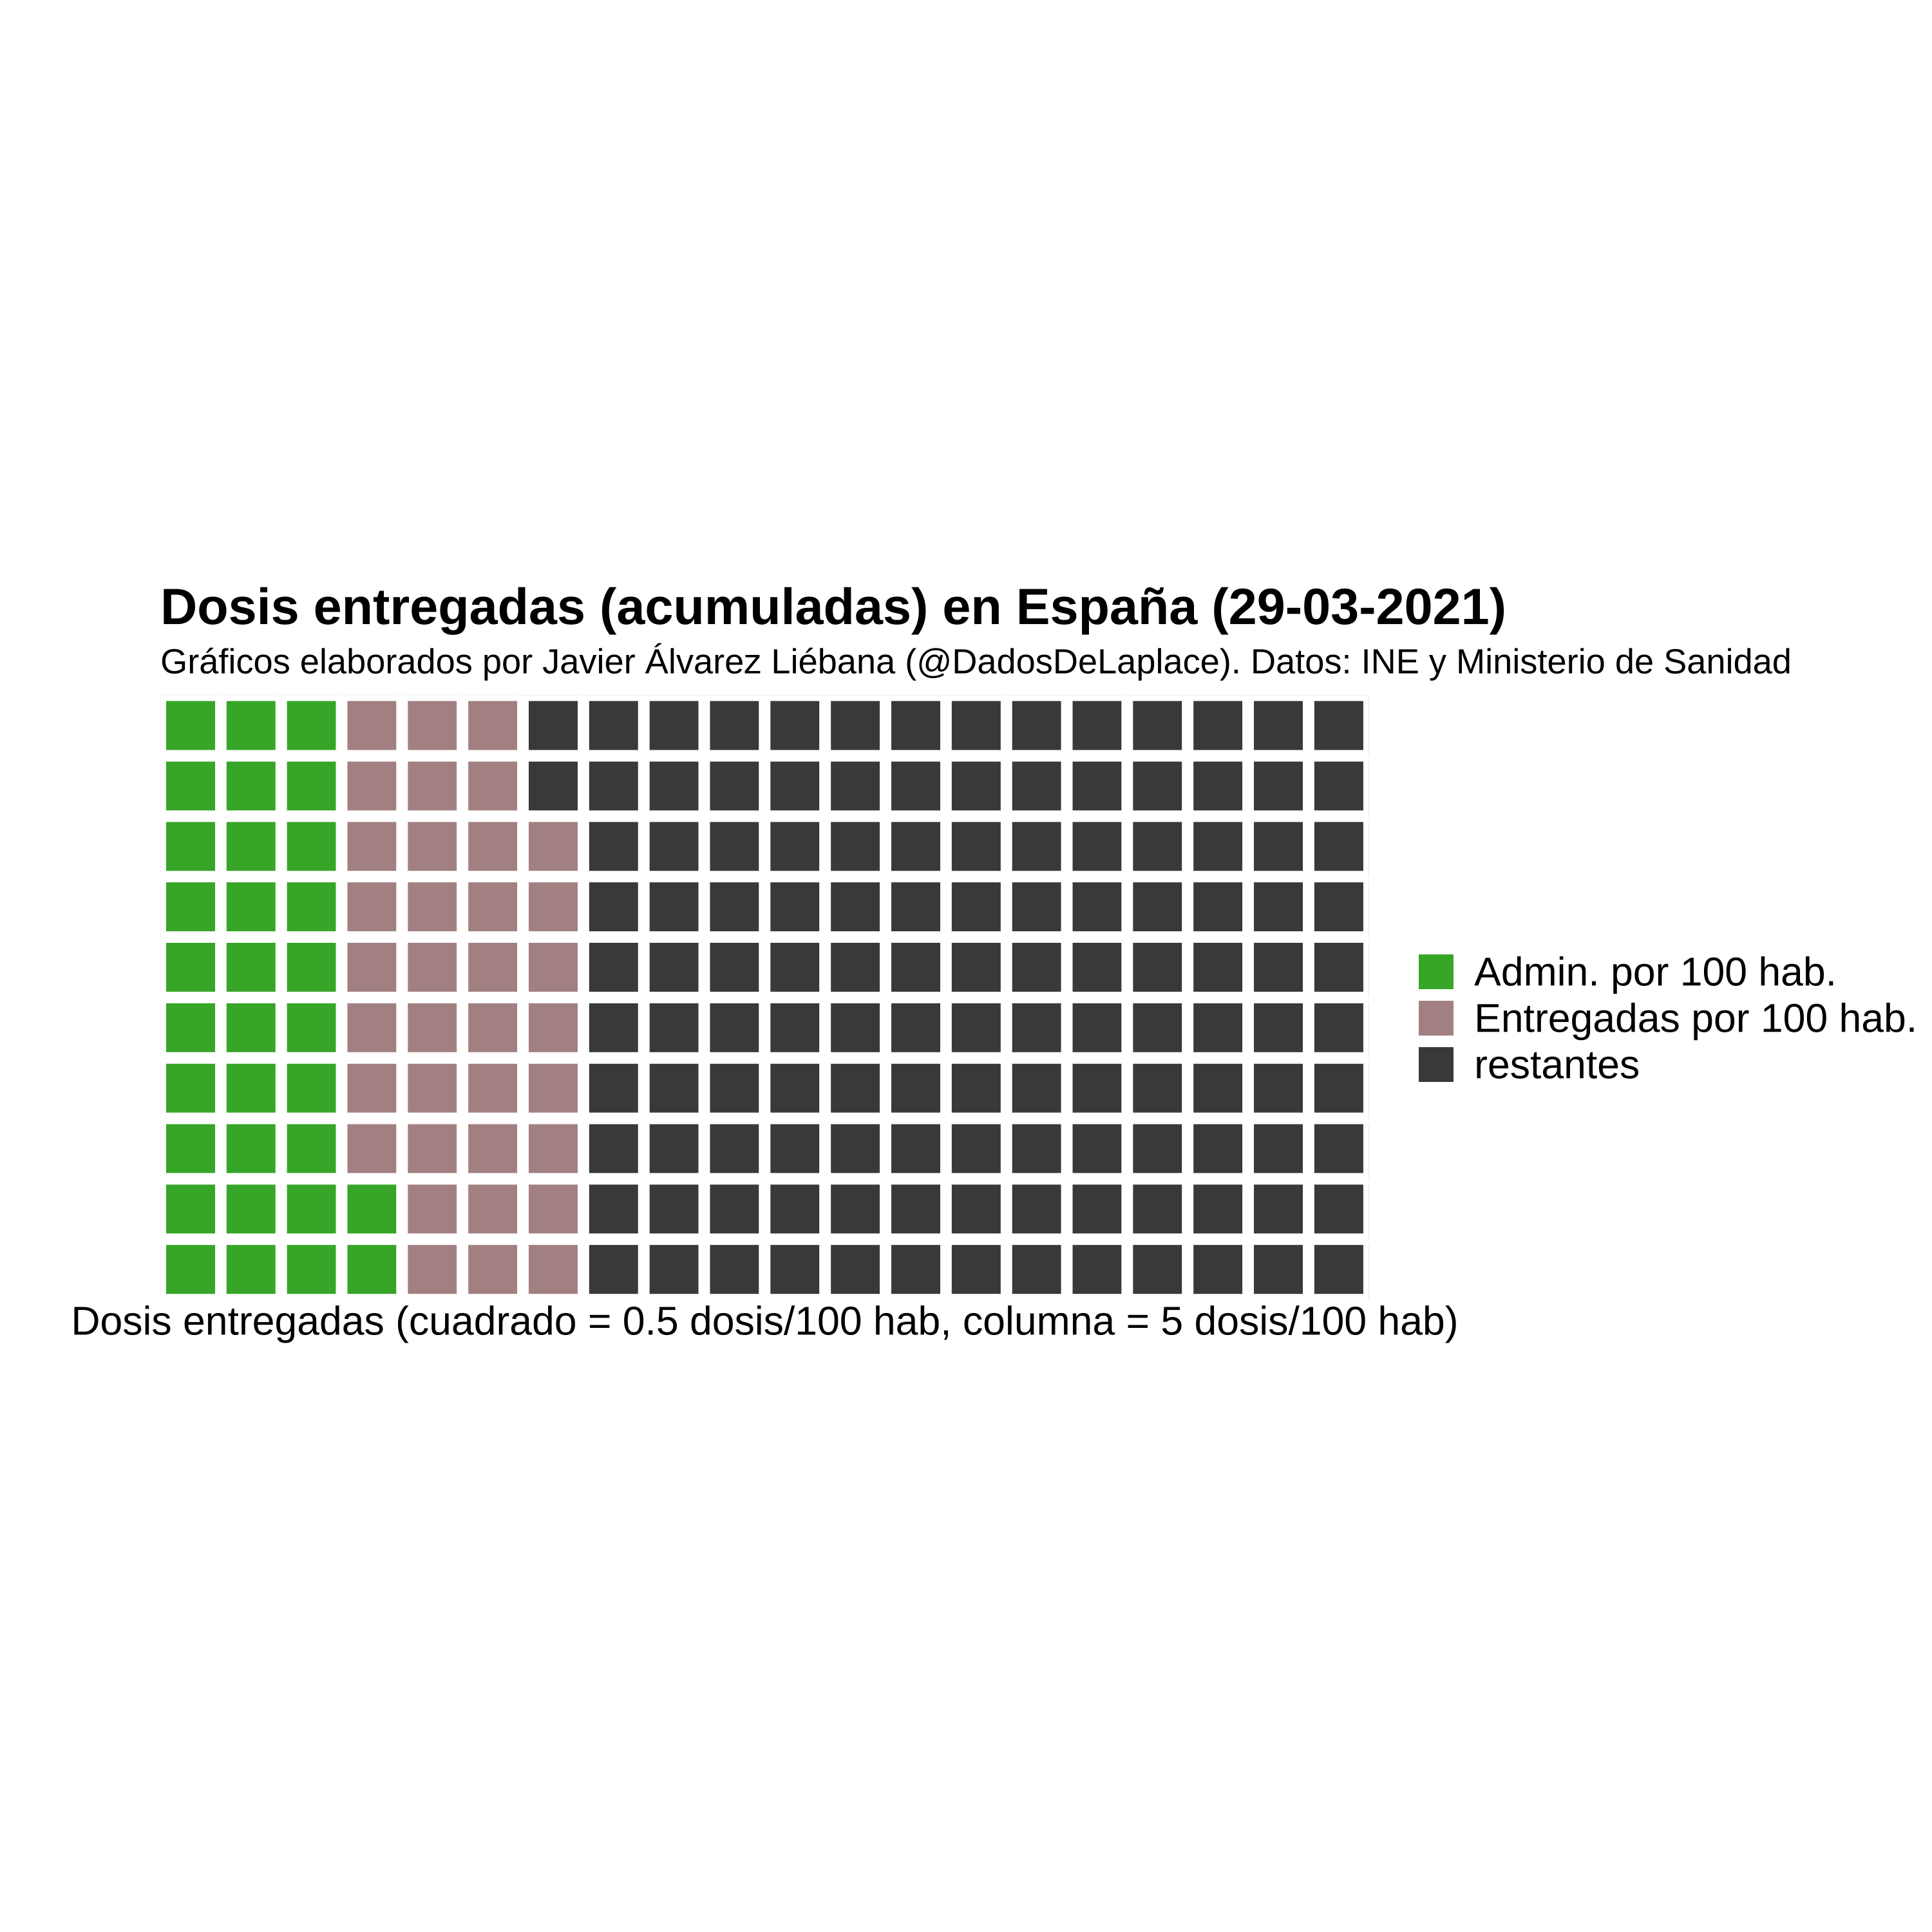 Dosis entregadas (acumuladas) en España (29-03-2021)
Gráficos elaborados por Javier Álvarez Liébana (@DadosDeLaplace). Datos: INE y Ministerio de Sanidad
Admin. por 100 hab.
Entregadas por 100 hab.
restantes
Dosis entregadas (cuadrado = 0.5 dosis/100 hab, columna = 5 dosis/100 hab)